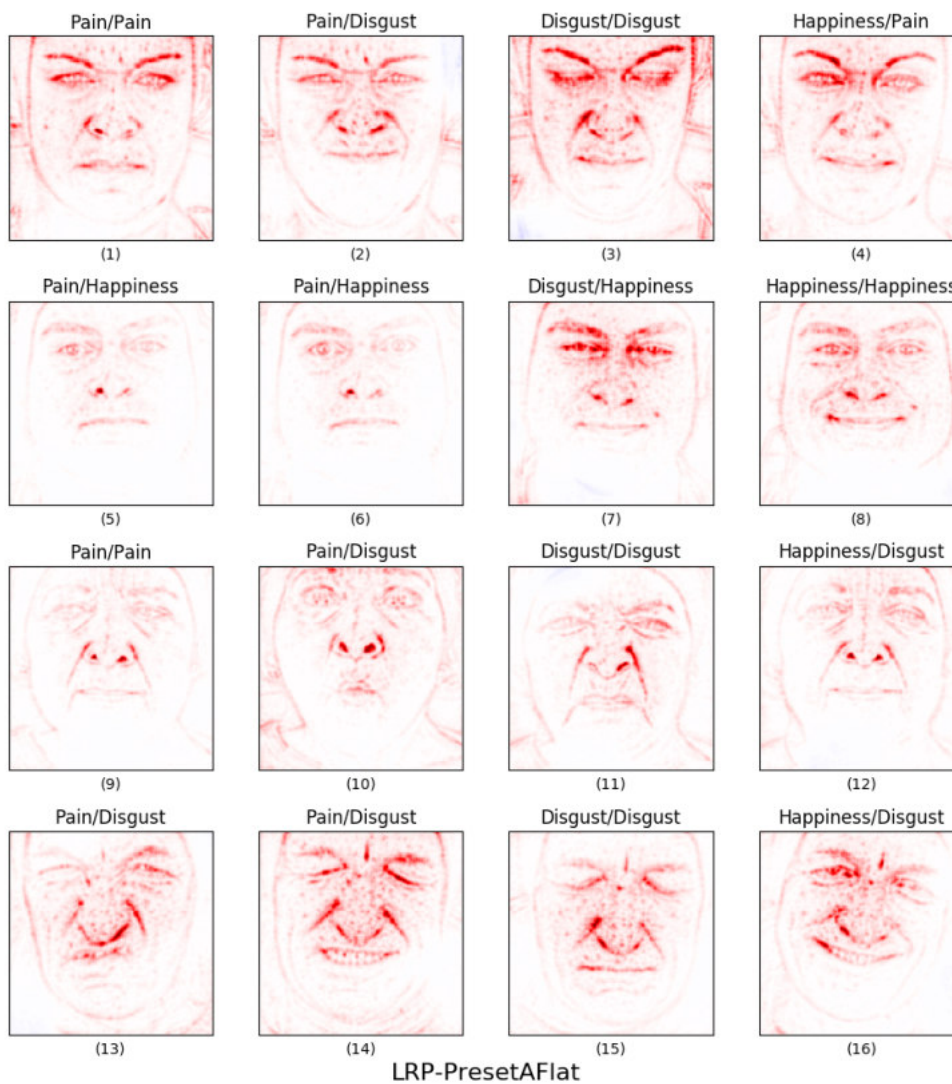 Pain/Pain Pain/Disgust Disgust/Disgust Happiness/Pain
(1) (2) (3) (4)
Pain/Happiness Pain/Happiness Disgust/Happiness Happiness/Happiness
(5) (6) (7) (8)
Pain/Pain Pain/Disgust Disgust/Disgust Happiness/Disgust
(9) (10) (11) (12)
Pain/Disgust Pain/Disgust Disgust/Disgust Happiness/Disgust
(13) (14) (15) (16)
LRP-PresetAFlat